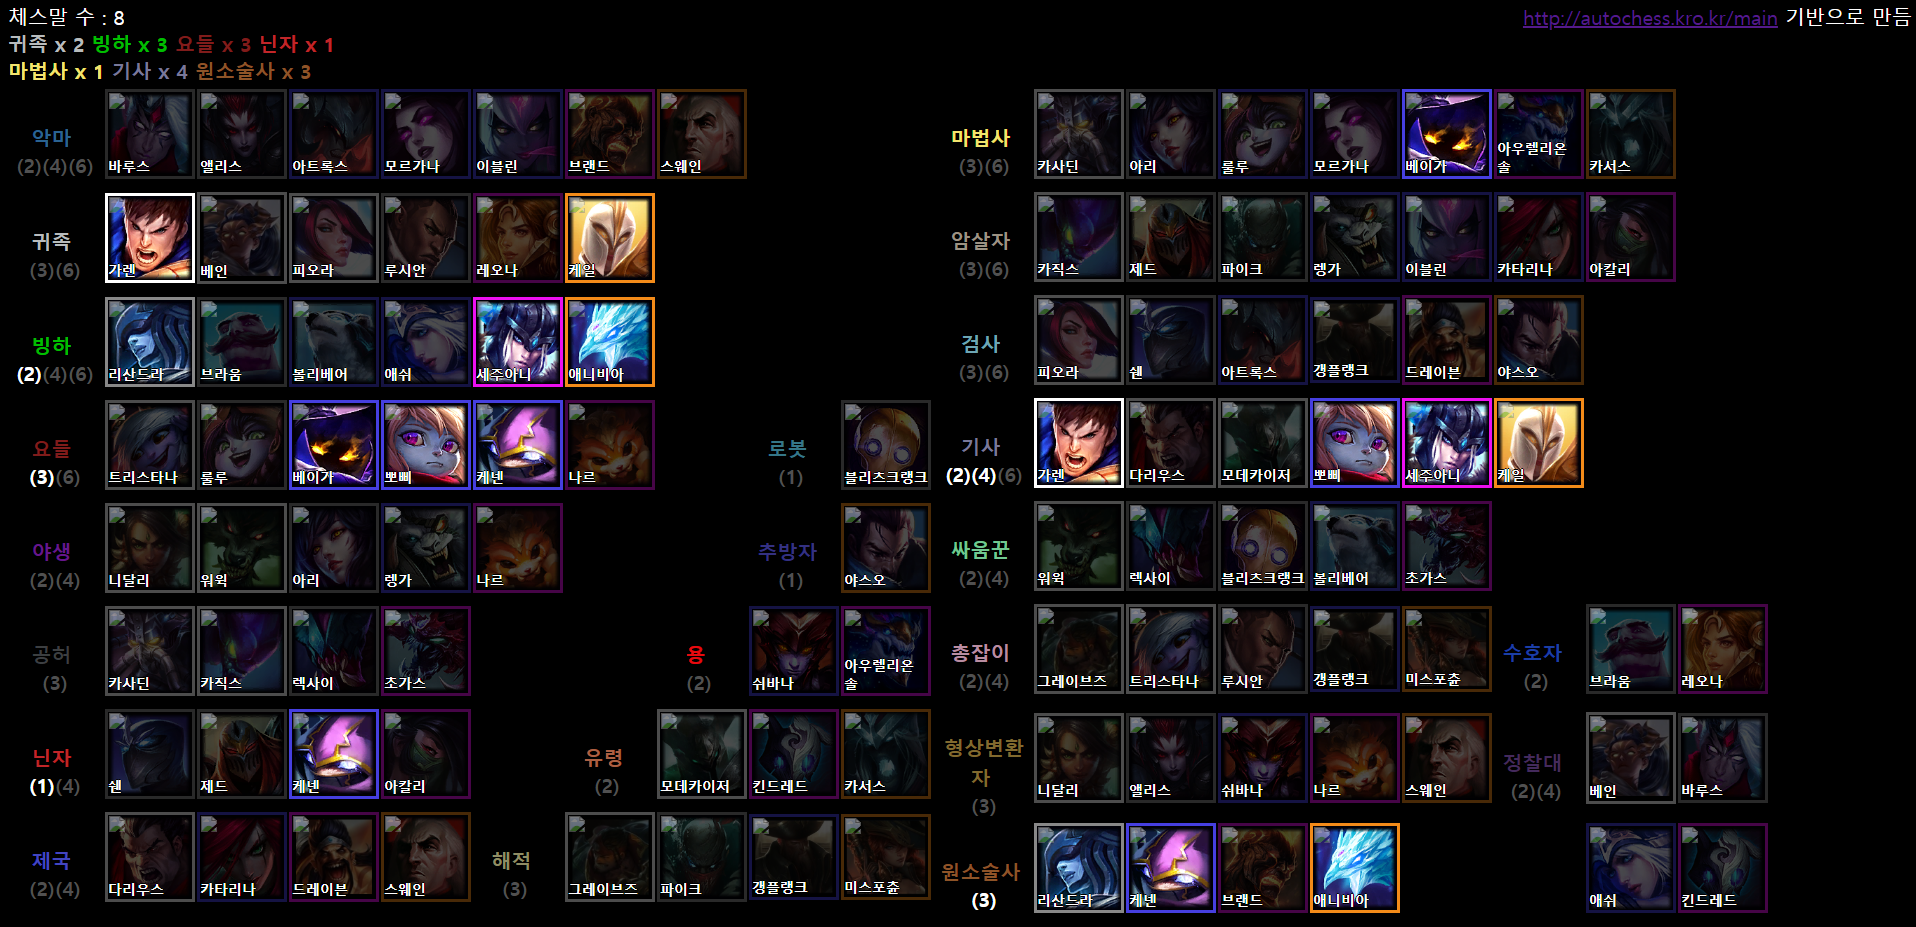 체스말 수 : 8
http://autochess.kro.kr/main 기반으로 만듬
귀족 x 2 빙하 x 3 요들 x 3 닌자 x 1
마법사 x 1 기사 x 4 원소술사 x 3
악마
(2)(4)(6)
바루스 엘리스 아트록스 모르가나 이블린 브랜드 스웨인
귀족
(3)(6)
가렌 베인 피오라 루시안 레오나 케일
빙하
(2)(4)(6)
리산드라 브라움 볼리베어 애쉬 세주아니 애니비아
요들
(3)(6)
트리스타나 룰루 베이가 뽀삐 케넨 나르
로봇
(1)
블리츠크랭크
야생
(2)(4)
니달리 워윅 아리 렝가 나르
추방자
(1)
야스오
공허
(3)
카사딘 카직스 렉사이 초가스
용
(2)
쉬바나 아우렐리온
솔
닌자
(1)(4)
쉔 제드 케넨 아칼리
유령
(2)
모데카이저 킨드레드 카서스
제국
(2)(4)
다리우스 카타리나 드레이븐 스웨인
해적
(3)
그레이브즈 파이크 갱플랭크 미스포츈
마법사
(3)(6)
카사딘 아리 룰루 모르가나 베이가 아우렐리온
솔 카서스
암살자
(3)(6)
카직스 제드 파이크 렝가 이블린 카타리나 아칼리
검사
(3)(6)
피오라 쉔 아트록스 갱플랭크 드레이븐 야스오
기사
(2)(4)(6)
가렌 다리우스 모데카이저 뽀삐 세주아니 케일
싸움꾼
(2)(4)
워윅 렉사이 블리츠크랭크 볼리베어 초가스
총잡이
(2)(4)
그레이브즈 트리스타나 루시안 갱플랭크 미스포츈
수호자
(2)
브라움 레오나
형상변환
자
(3)
니달리 엘리스 쉬바나 나르 스웨인
정찰대
(2)(4)
베인 바루스
애쉬 킨드레드
원소술사
(3)
리산드라 케넨 브랜드 애니비아